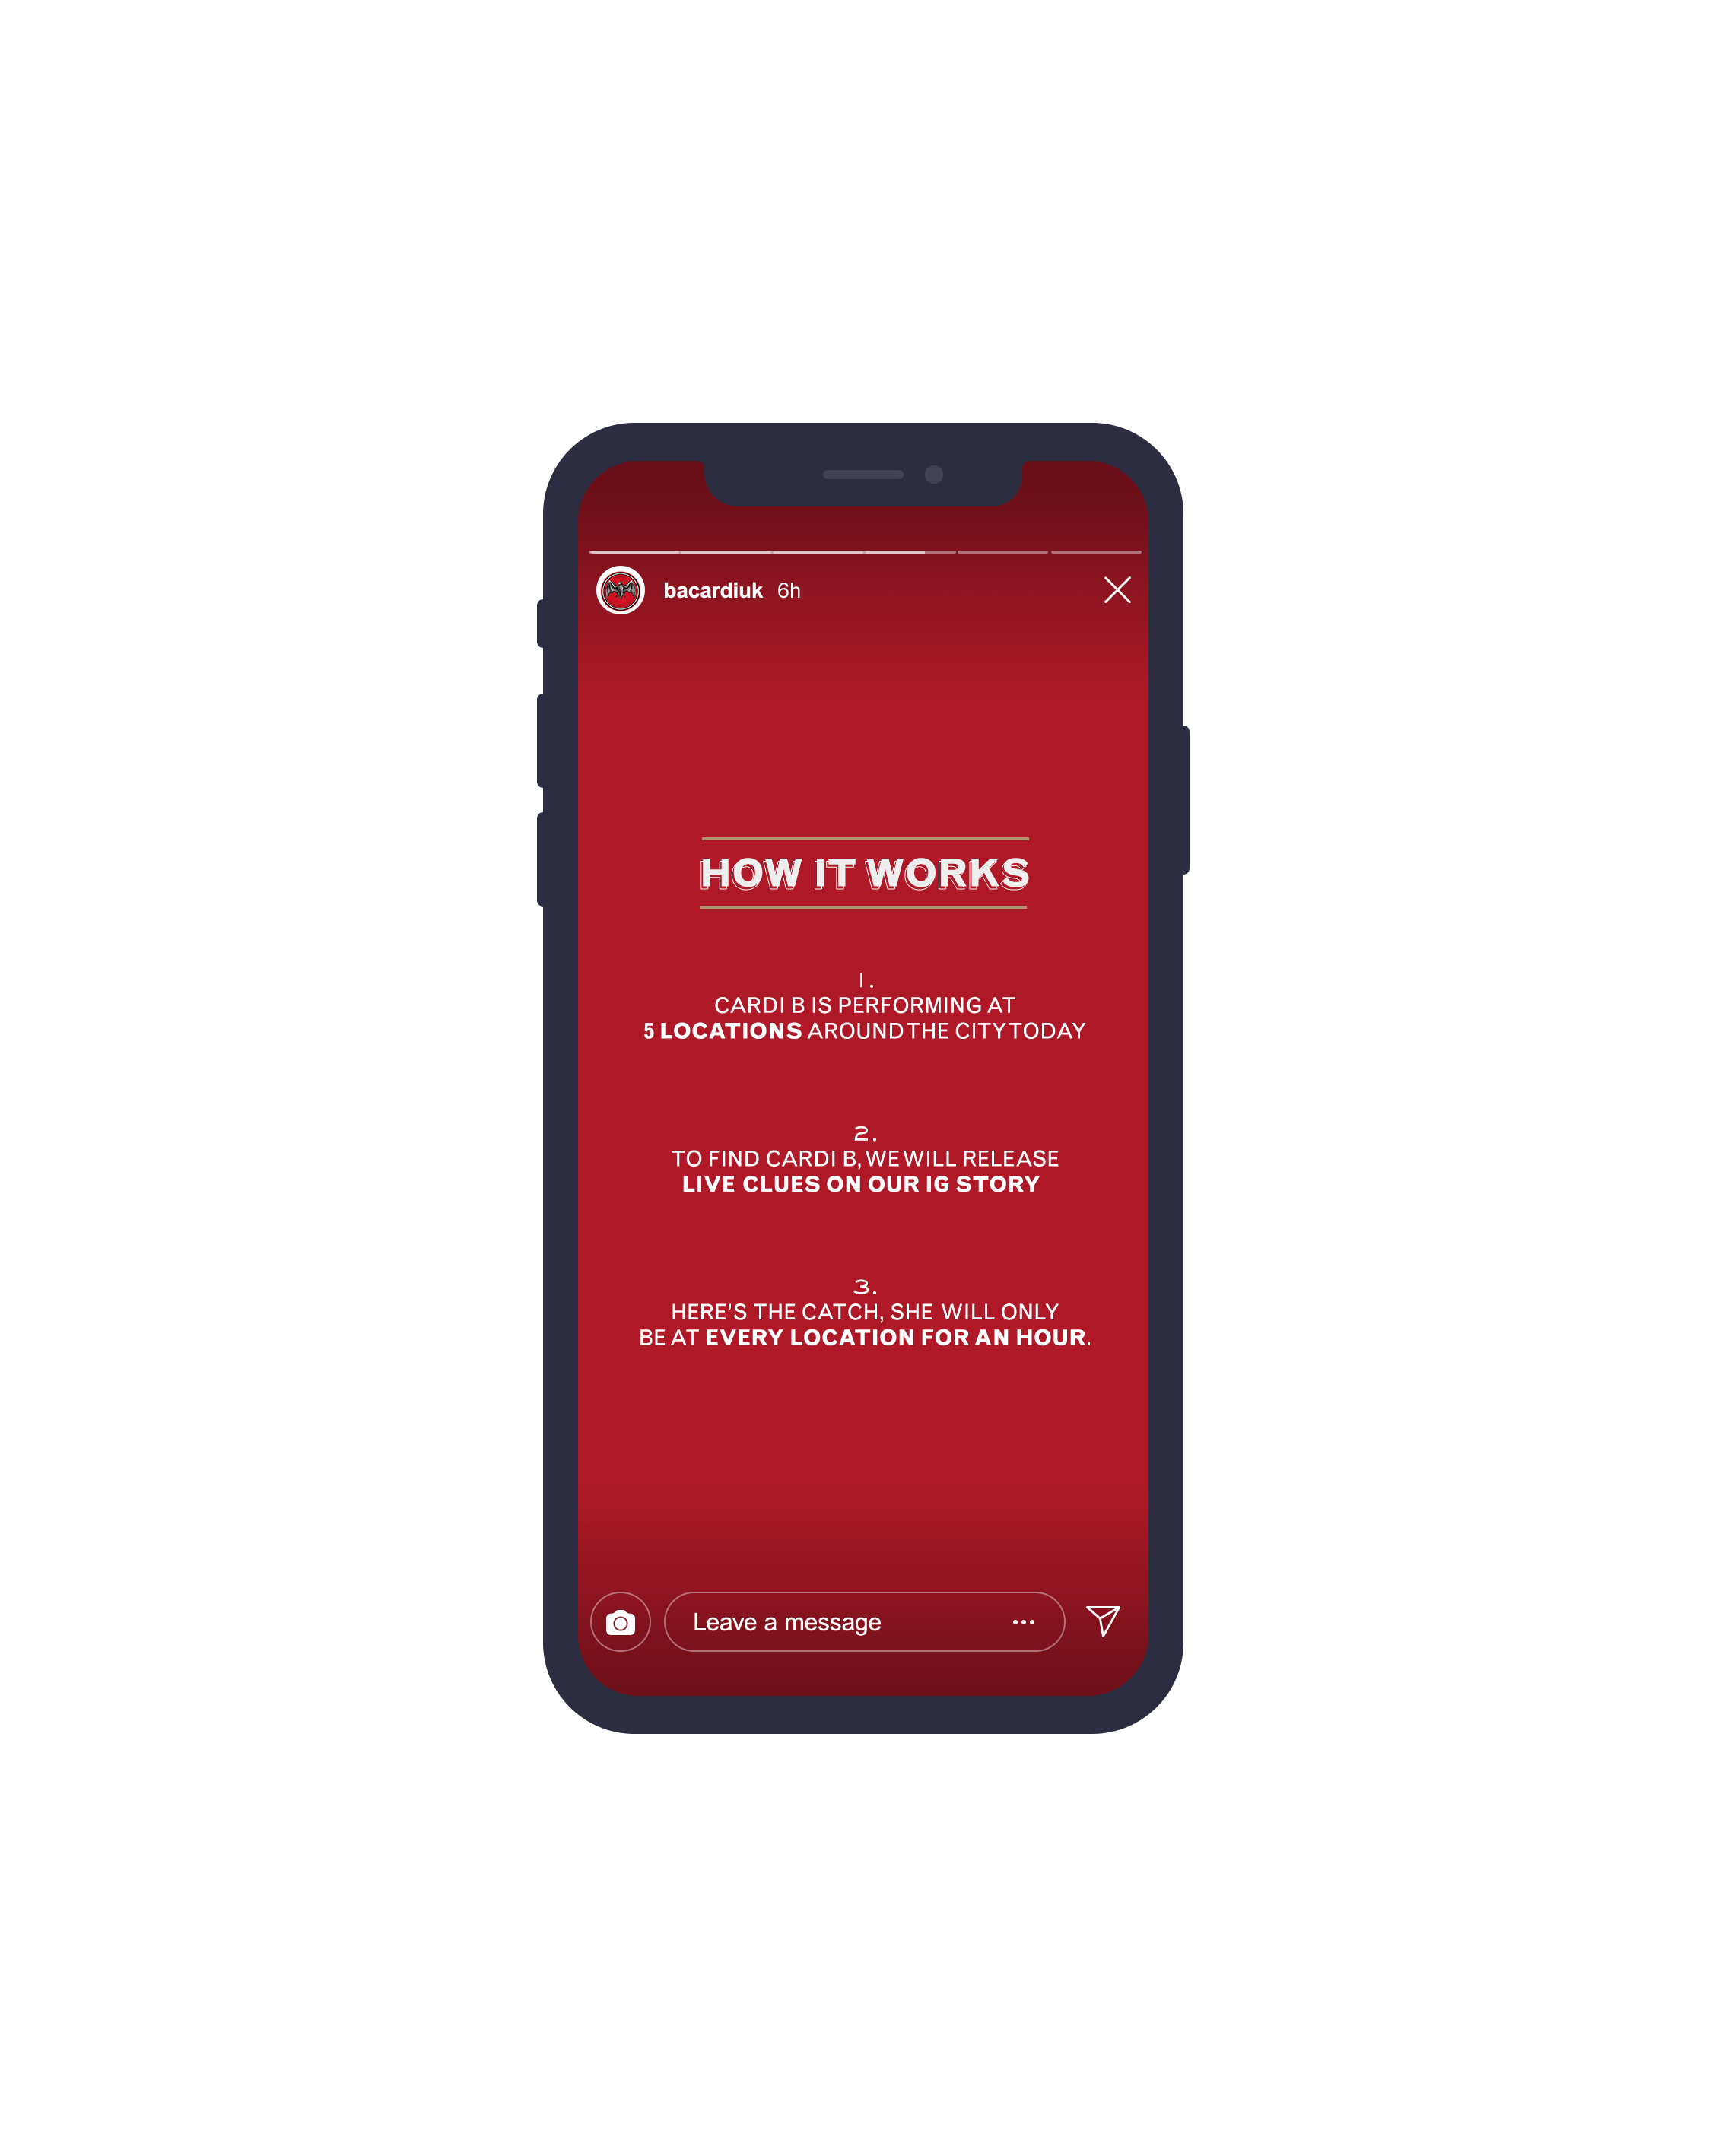 bacardiuk 6h
HOW IT WORKS
1.
CARDI B IS PERFORMING AT
5 LOCATIONS AROUND THE CITY TODAY
2.
TO FIND CARDI B, WE WILL RELEASE
LIVE CLUES ON OUR IG STORY
3.
HERE'S THE CATCH, SHE WILL ONLY
BE AT EVERY LOCATION FOR AN HOUR.
Leave a message